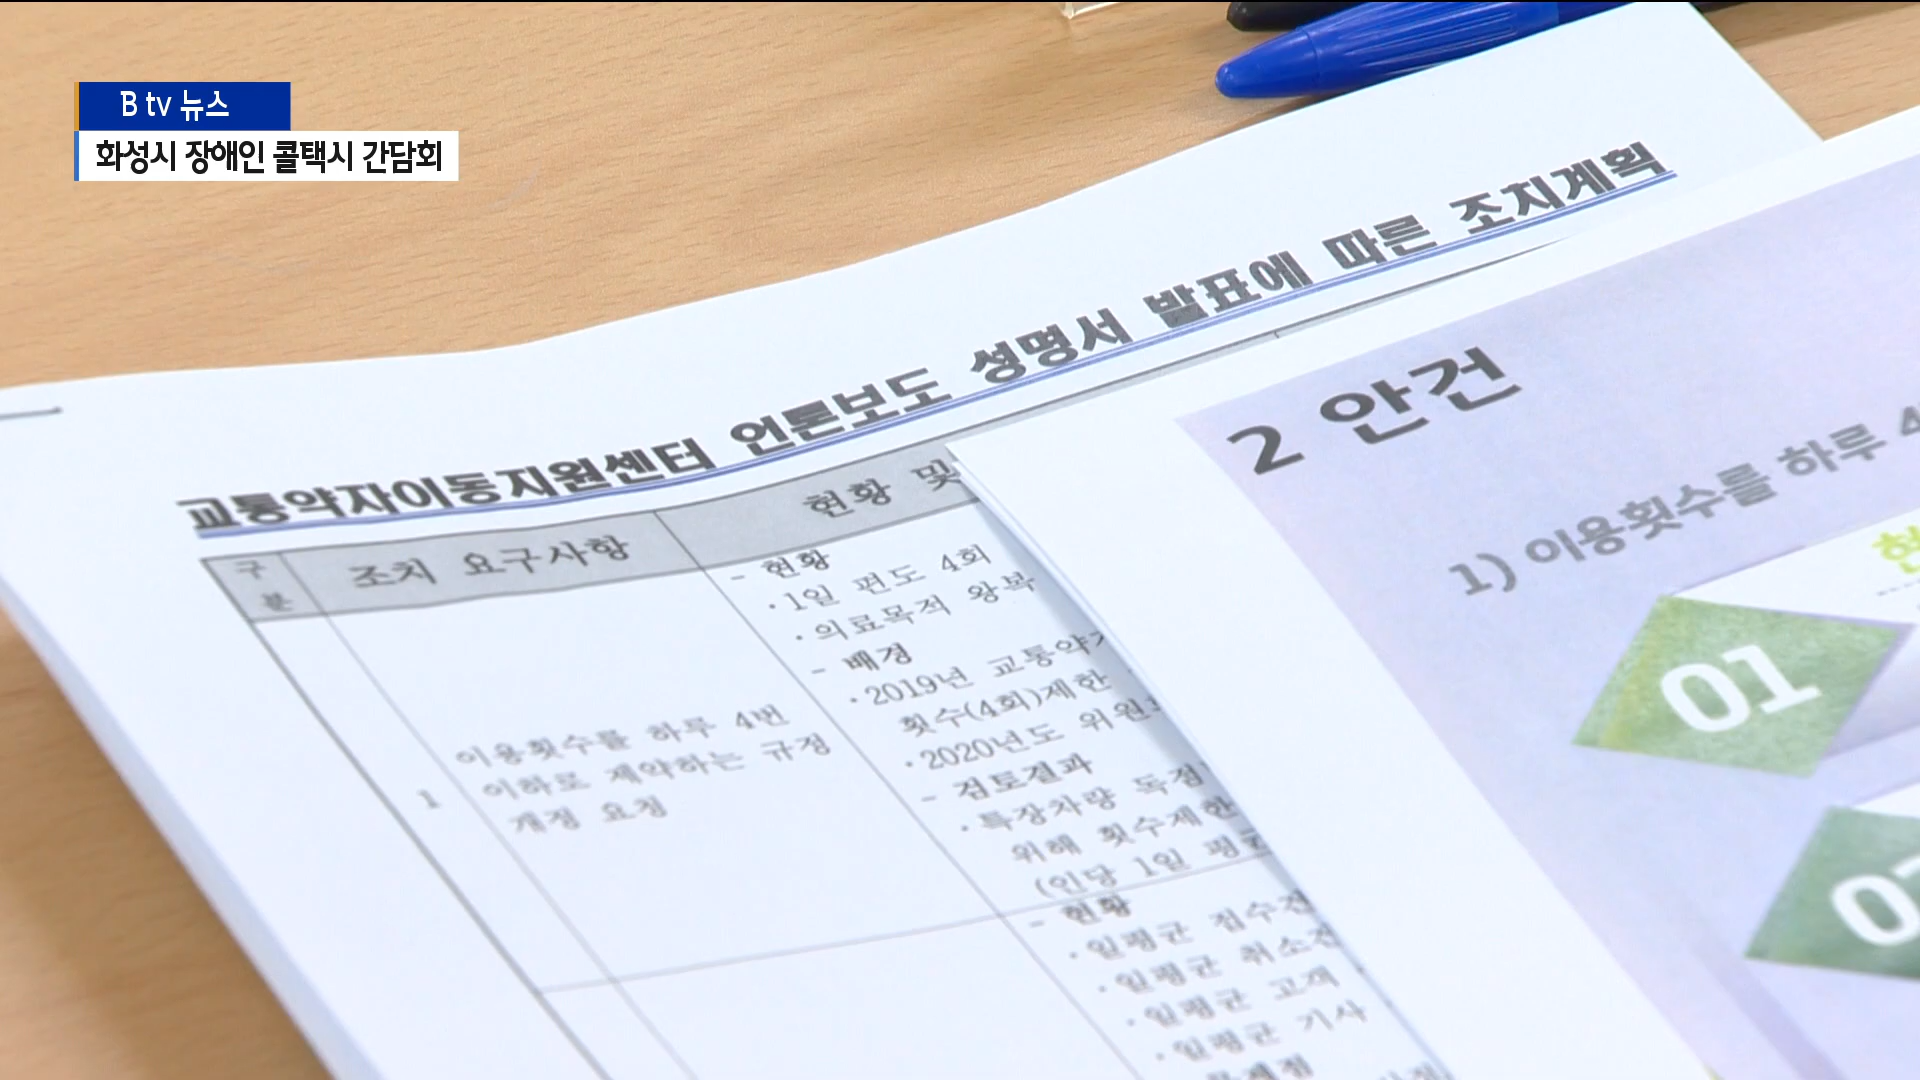 B tv 뉴스
화성시 장애인 콜택시 간담회
교통약자이동지원센터 언론보도 성명서 발표에 따른 조치계획
구분
조치 요구사항
현황 및
1
이용횟수를 하루 4번
이하로 제약하는 규정
개정 요청
- 현황
·1일 편도 4회
·의료목적 왕복
- 배경
·2019년 교통약자
횟수(4회)제한
·2020년도 위원
- 검토결과
·특장차량 독점
위해 횟수제한
(인당 1일 평균
- 현황
·일평균 접수건
·일평균 취소건
·일평균 고객
·일평균 기사
2 안건
1) 이용횟수를 하루 4
01